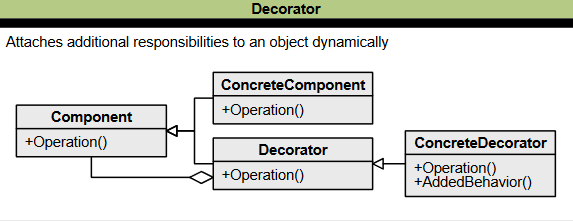 Decorator
Attaches additional responsibilities to an object dynamically
ConcreteComponent
+Operation()
Component
+Operation()
Decorator
+Operation()
ConcreteDecorator
+Operation()
+AddedBehavior()